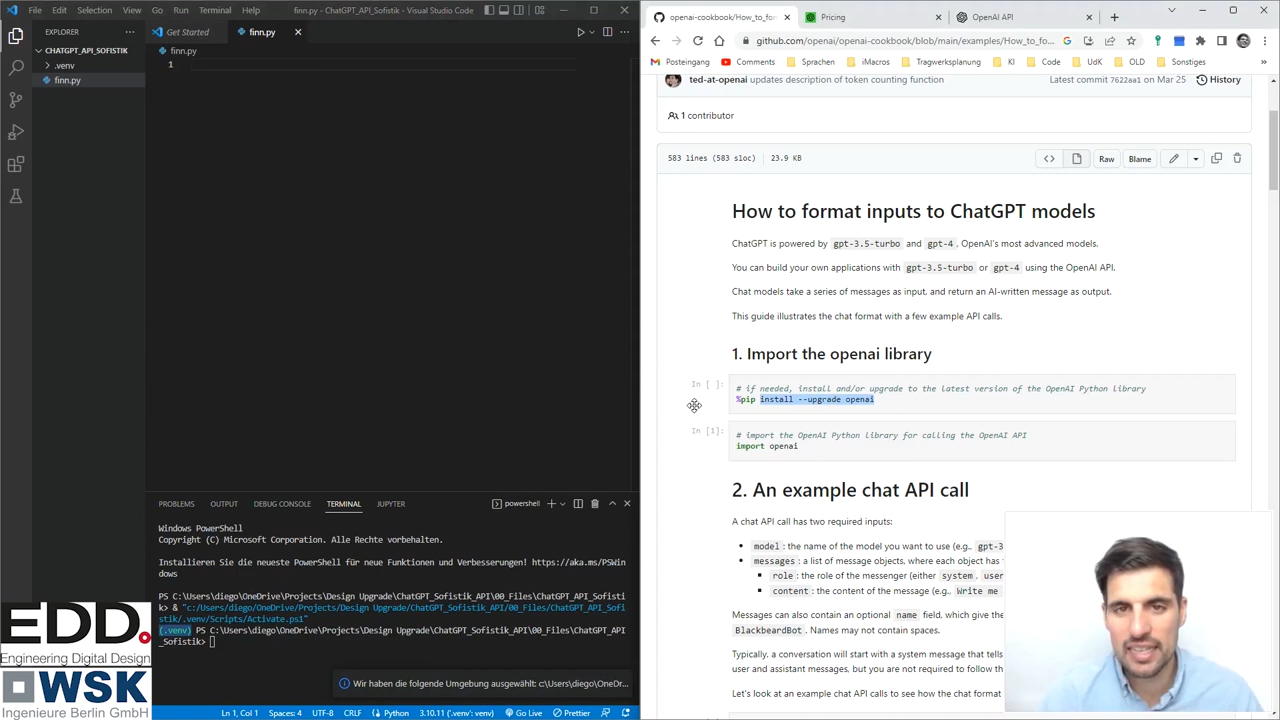 File Edit Selection View Go Run Terminal Help
finn.py - ChatGPT_API_Sofistik - Visual Studio Code
EXPLORER
CHATGPT_API_SOFISTIK
.venv
finn.py
Get Started
finn.py
finn.py
1
PROBLEMS OUTPUT DEBUG CONSOLE TERMINAL JUPYTER
powershell
Windows PowerShell
Copyright (C) Microsoft Corporation. Alle Rechte vorbehalten.
Installieren Sie die neueste PowerShell für neue Funktionen und Verbesserungen! https://aka.ms/PSWin
dows
PS C:\Users\diego\OneDrive\Projects\Design Upgrade\ChatGPT_Sofistik_API\00_Files\ChatGPT_API_Sofisti
k> & "c:/Users/diego/OneDrive/Projects/Design Upgrade/ChatGPT_Sofistik_API/00_Files/ChatGPT_API_Sofi
stik/.venv/Scripts/Activate.ps1"
(.venv) PS C:\Users\diego\OneDrive\Projects\Design Upgrade\ChatGPT_Sofistik_API\00_Files\ChatGPT_API
_Sofistik>
Wir haben die folgende Umgebung ausgewählt: c:\Users\diego\OneDr...
Ln 1, Col 1 Spaces: 4 UTF-8 CRLF Python 3.10.11 ('.venv': venv) Go Live Prettier
EDD.
Engineering Digital Design
WSK
Ingenieure Berlin GmbH
openai-cookbook/How_to_for
Pricing
OpenAI API
github.com/openai/openai-cookbook/blob/main/examples/How_to_fo...
Posteingang Comments Sprachen iMacros Tragwerksplanung KI Code UdK OLD Sonstiges
ted-at-openai updates description of token counting function
Latest commit 7622aa1 on Mar 25 History
1 contributor
583 lines (583 sloc) 23.9 KB
Raw Blame
How to format inputs to ChatGPT models
ChatGPT is powered by gpt-3.5-turbo and gpt-4, OpenAI's most advanced models.
You can build your own applications with gpt-3.5-turbo or gpt-4 using the OpenAI API.
Chat models take a series of messages as input, and return an AI-written message as output.
This guide illustrates the chat format with a few example API calls.
1. Import the openai library
In [ ]:
# if needed, install and/or upgrade to the latest version of the OpenAI Python library
%pip install --upgrade openai
In [1]:
# import the OpenAI Python library for calling the OpenAI API
import openai
2. An example chat API call
A chat API call has two required inputs:
model: the name of the model you want to use (e.g., gpt-3
messages: a list of message objects, where each object has
role: the role of the messenger (either system, user
content: the content of the message (e.g., Write me
Messages can also contain an optional name field, which give the
BlackbeardBot. Names may not contain spaces.
Typically, a conversation will start with a system message that tells
user and assistant messages, but you are not required to follow th
Let's look at an example chat API calls to see how the chat format